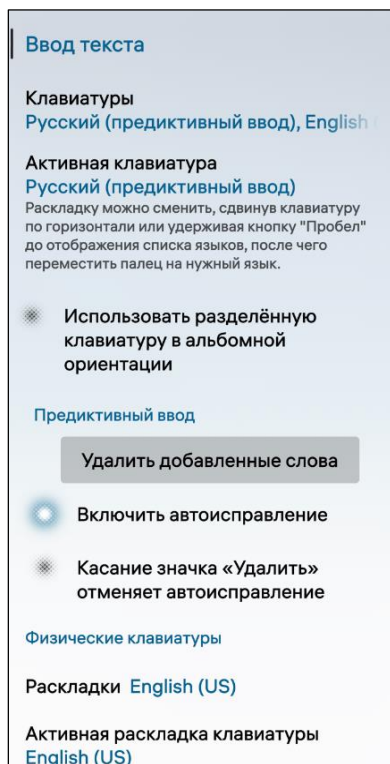 Ввод текста
Клавиатуры
Русский (предиктивный ввод), English
Активная клавиатура
Русский (предиктивный ввод)
Раскладку можно сменить, сдвинув клавиатуру
по горизонтали или удерживая кнопку "Пробел"
до отображения списка языков, после чего
переместить палец на нужный язык.
Использовать разделённую
клавиатуру в альбомной
ориентации
Предиктивный ввод
Удалить добавленные слова
Включить автоисправление
Касание значка «Удалить»
отменяет автоисправление
Физические клавиатуры
Раскладки English (US)
Активная раскладка клавиатуры
English (US)